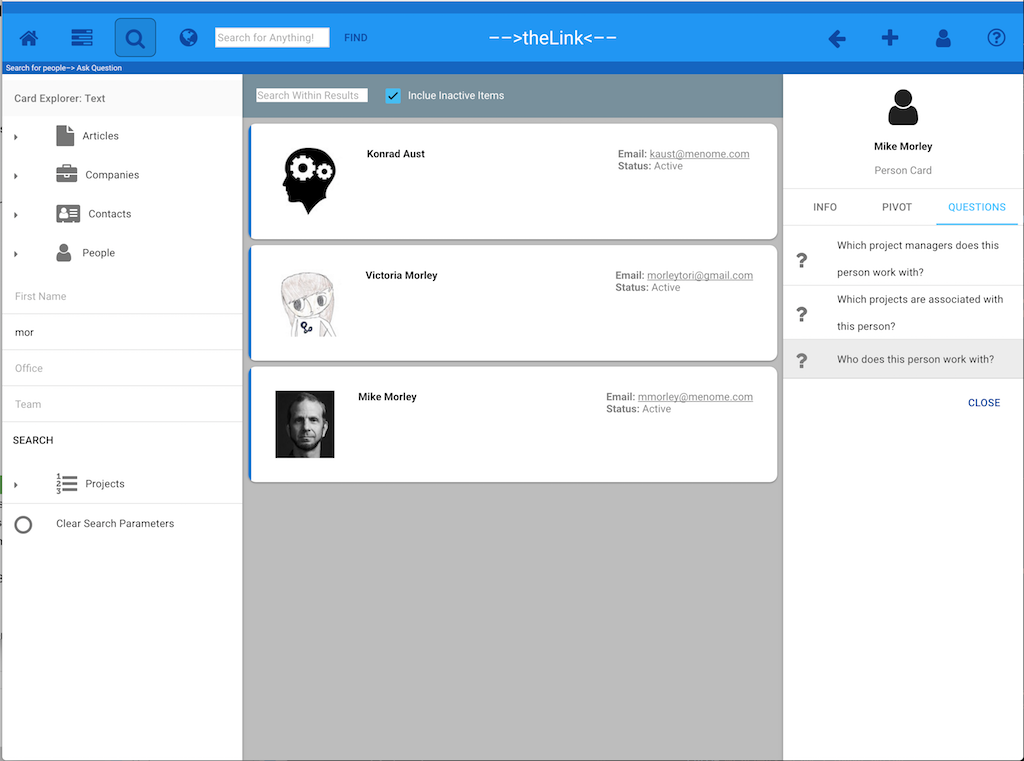 Search for Anything!
FIND
-->theLink<--
Search for people-> Ask Question
Card Explorer: Text
Articles
Companies
Contacts
People
First Name
mor
Office
Team
SEARCH
1
2
3
Projects
Clear Search Parameters
Search Within Results
Inclue Inactive Items
Konrad Aust
Email: kaust@menome.com
Status: Active
Victoria Morley
Email: morleytori@gmail.com
Status: Active
Mike Morley
Email: mmorley@menome.com
Status: Active
Mike Morley
Person Card
INFO
PIVOT
QUESTIONS
? Which project managers does this
person work with?
? Which projects are associated with
this person?
? Who does this person work with?
CLOSE